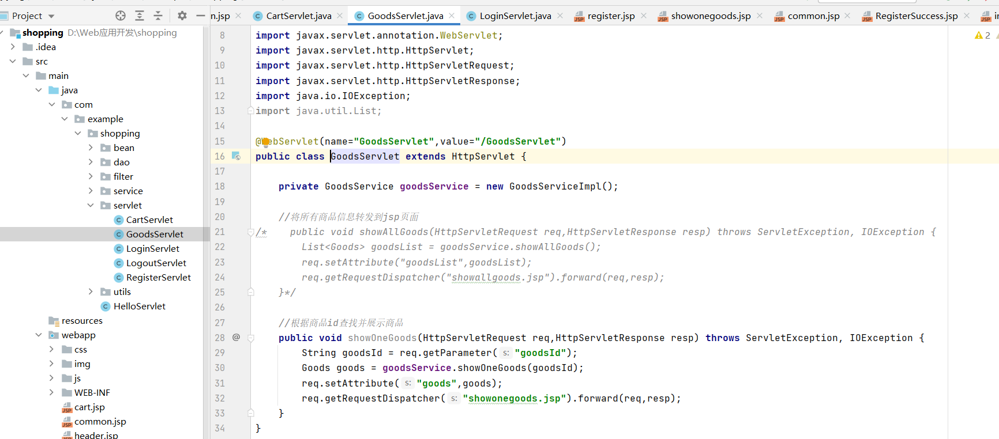 Project
n.jsp
CartServlet.java
GoodsServlet.java
LoginServlet.java
register.jsp
showonegoods.jsp
common.jsp
RegisterSuccess.jsp
shopping D:\Web应用开发\shopping
.idea
src
main
java
com
example
shopping
bean
dao
filter
service
servlet
CartServlet
GoodsServlet
LoginServlet
LogoutServlet
RegisterServlet
utils
HelloServlet
resources
webapp
css
img
js
WEB-INF
cart.jsp
common.jsp
header.jsp
2
8 import javax.servlet.annotation.WebServlet;
9 import javax.servlet.http.HttpServlet;
10 import javax.servlet.http.HttpServletRequest;
11 import javax.servlet.http.HttpServletResponse;
12 import java.io.IOException;
13 import java.util.List;
14
15 @WebServlet(name="GoodsServlet",value="/GoodsServlet")
16 public class GoodsServlet extends HttpServlet {
17
18 private GoodsService goodsService = new GoodsServiceImpl();
19
20 //将所有商品信息转发到jsp页面
21 /* public void showAllGoods(HttpServletRequest req,HttpServletResponse resp) throws ServletException, IOException {
22 List<Goods> goodsList = goodsService.showAllGoods();
23 req.setAttribute("goodsList",goodsList);
24 req.getRequestDispatcher("showallgoods.jsp").forward(req,resp);
25 }*/
26
27 //根据商品id查找并展示商品
28 @ public void showOneGoods(HttpServletRequest req,HttpServletResponse resp) throws ServletException, IOException {
29 String goodsId = req.getParameter( s: "goodsId");
30 Goods goods = goodsService.showOneGoods(goodsId);
31 req.setAttribute( s: "goods",goods);
32 req.getRequestDispatcher( s: "showonegoods.jsp").forward(req,resp);
33 }
34 }